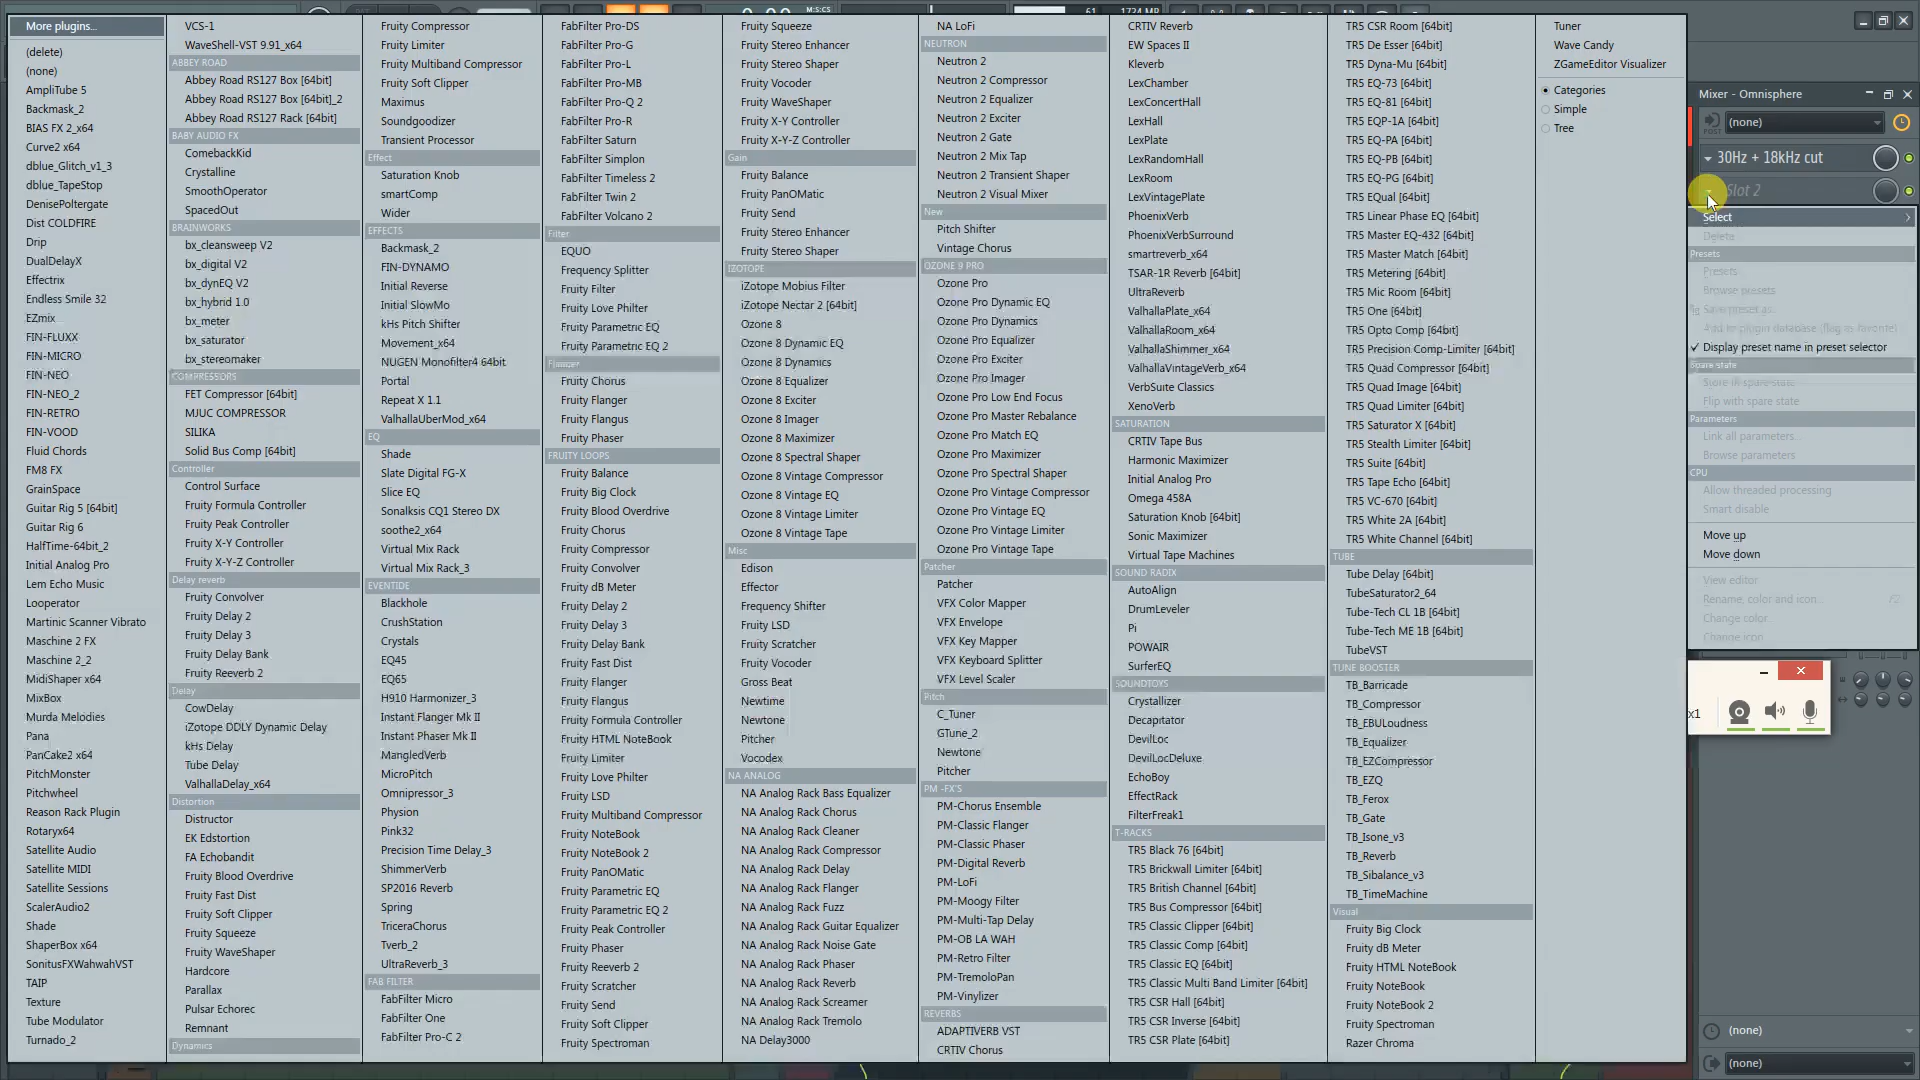 More plugins...
(delete)
(none)
AmpliTube 5
Backmask_2
BIAS FX 2_x64
Curve2 x64
dblue_Glitch_v1_3
dblue_TapeStop
DenisePoltergate
Dist COLDFIRE
Drip
DualDelayX
Effectrix
Endless Smile 32
EZmix
FIN-FLUXX
FIN-MICRO
FIN-NEO
FIN-NEO_2
FIN-RETRO
FIN-VOOD
Fluid Chords
FM8 FX
GrainSpace
Guitar Rig 5 [64bit]
Guitar Rig 6
HalfTime-64bit_2
Initial Analog Pro
Lem Echo Music
Looperator
Martinic Scanner Vibrato
Maschine 2 FX
Maschine 2_2
MidiShaper x64
MixBox
Murda Melodies
Pana
PanCake2 x64
PitchMonster
Pitchwheel
Reason Rack Plugin
Rotaryx64
Satellite Audio
Satellite MIDI
Satellite Sessions
ScalerAudio2
Shade
ShaperBox x64
SonitusFXWahwahVST
TAIP
Texture
Tube Modulator
Turnado_2
VCS-1
WaveShell-VST 9.91_x64
ABBEY ROAD
Abbey Road RS127 Box [64bit]
Abbey Road RS127 Box [64bit]_2
Abbey Road RS127 Rack [64bit]
BABY AUDIO FX
ComebackKid
Crystalline
SmoothOperator
SpacedOut
BRAINWORKS
bx_cleansweep V2
bx_digital V2
bx_dynEQ V2
bx_hybrid 1.0
bx_meter
bx_saturator
bx_stereomaker
COMPRESSORS
FET Compressor [64bit]
MJUC COMPRESSOR
SILIKA
Solid Bus Comp [64bit]
Controller
Control Surface
Fruity Formula Controller
Fruity Peak Controller
Fruity X-Y Controller
Fruity X-Y-Z Controller
Delay reverb
Fruity Convolver
Fruity Delay 2
Fruity Delay 3
Fruity Delay Bank
Fruity Reeverb 2
Delay
CowDelay
iZotope DDLY Dynamic Delay
kHs Delay
Tube Delay
ValhallaDelay_x64
Distortion
Distructor
EK Edstortion
FA Echobandit
Fruity Blood Overdrive
Fruity Fast Dist
Fruity Soft Clipper
Fruity Squeeze
Fruity WaveShaper
Hardcore
Parallax
Pulsar Echorec
Remnant
Dynamics
Fruity Compressor
Fruity Limiter
Fruity Multiband Compressor
Fruity Soft Clipper
Maximus
Soundgoodizer
Transient Processor
Effect
Saturation Knob
smartComp
Wider
EFFECTS
Backmask_2
FIN-DYNAMO
Initial Reverse
Initial SlowMo
kHs Pitch Shifter
Movement_x64
NUGEN Monofilter4 64bit
Portal
Repeat X 1.1
ValhallaUberMod_x64
EQ
Shade
Slate Digital FG-X
Slice EQ
Sonalksis CQ1 Stereo DX
soothe2_x64
Virtual Mix Rack
Virtual Mix Rack_3
EVENTIDE
Blackhole
CrushStation
Crystals
EQ45
EQ65
H910 Harmonizer_3
Instant Flanger Mk II
Instant Phaser Mk II
MangledVerb
MicroPitch
Omnipressor_3
Physion
Pink32
Precision Time Delay_3
ShimmerVerb
SP2016 Reverb
Spring
TriceraChorus
Tverb_2
UltraReverb_3
FAB FILTER
FabFilter Micro
FabFilter One
FabFilter Pro-C 2
FabFilter Pro-DS
FabFilter Pro-G
FabFilter Pro-L
FabFilter Pro-MB
FabFilter Pro-Q 2
FabFilter Pro-R
FabFilter Saturn
FabFilter Simplon
FabFilter Timeless 2
FabFilter Twin 2
FabFilter Volcano 2
Filter
EQUO
Frequency Splitter
Fruity Filter
Fruity Love Philter
Fruity Parametric EQ
Fruity Parametric EQ 2
Flanger
Fruity Chorus
Fruity Flanger
Fruity Flangus
Fruity Phaser
FRUITY LOOPS
Fruity Balance
Fruity Big Clock
Fruity Blood Overdrive
Fruity Chorus
Fruity Compressor
Fruity Convolver
Fruity dB Meter
Fruity Delay 2
Fruity Delay 3
Fruity Delay Bank
Fruity Fast Dist
Fruity Flanger
Fruity Flangus
Fruity Formula Controller
Fruity HTML NoteBook
Fruity Limiter
Fruity Love Philter
Fruity LSD
Fruity Multiband Compressor
Fruity NoteBook
Fruity NoteBook 2
Fruity PanOMatic
Fruity Parametric EQ
Fruity Parametric EQ 2
Fruity Peak Controller
Fruity Phaser
Fruity Reeverb 2
Fruity Scratcher
Fruity Send
Fruity Soft Clipper
Fruity Spectroman
Fruity Squeeze
Fruity Stereo Enhancer
Fruity Stereo Shaper
Fruity Vocoder
Fruity WaveShaper
Fruity X-Y Controller
Fruity X-Y-Z Controller
Gain
Fruity Balance
Fruity PanOMatic
Fruity Send
Fruity Stereo Enhancer
Fruity Stereo Shaper
IZOTOPE
iZotope Mobius Filter
iZotope Nectar 2 [64bit]
Ozone 8
Ozone 8 Dynamic EQ
Ozone 8 Dynamics
Ozone 8 Equalizer
Ozone 8 Exciter
Ozone 8 Imager
Ozone 8 Maximizer
Ozone 8 Spectral Shaper
Ozone 8 Vintage Compressor
Ozone 8 Vintage EQ
Ozone 8 Vintage Limiter
Ozone 8 Vintage Tape
Misc
Edison
Effector
Frequency Shifter
Fruity LSD
Fruity Scratcher
Fruity Vocoder
Gross Beat
Newtime
Newtone
Pitcher
Vocodex
NA ANALOG
NA Analog Rack Bass Equalizer
NA Analog Rack Chorus
NA Analog Rack Cleaner
NA Analog Rack Compressor
NA Analog Rack Delay
NA Analog Rack Flanger
NA Analog Rack Fuzz
NA Analog Rack Guitar Equalizer
NA Analog Rack Noise Gate
NA Analog Rack Phaser
NA Analog Rack Reverb
NA Analog Rack Screamer
NA Analog Rack Tremolo
NA Delay3000
NA LoFi
NEUTRON
Neutron 2
Neutron 2 Compressor
Neutron 2 Equalizer
Neutron 2 Exciter
Neutron 2 Gate
Neutron 2 Mix Tap
Neutron 2 Transient Shaper
Neutron 2 Visual Mixer
New
Pitch Shifter
Vintage Chorus
OZONE 9 PRO
Ozone Pro
Ozone Pro Dynamic EQ
Ozone Pro Dynamics
Ozone Pro Equalizer
Ozone Pro Exciter
Ozone Pro Imager
Ozone Pro Low End Focus
Ozone Pro Master Rebalance
Ozone Pro Match EQ
Ozone Pro Maximizer
Ozone Pro Spectral Shaper
Ozone Pro Vintage Compressor
Ozone Pro Vintage EQ
Ozone Pro Vintage Limiter
Ozone Pro Vintage Tape
Patcher
Patcher
VFX Color Mapper
VFX Envelope
VFX Key Mapper
VFX Keyboard Splitter
VFX Level Scaler
Pitch
C_Tuner
GTune_2
Newtone
Pitcher
PM -FX'S
PM-Chorus Ensemble
PM-Classic Flanger
PM-Classic Phaser
PM-Digital Reverb
PM-LoFi
PM-Moogy Filter
PM-Multi-Tap Delay
PM-OB LA WAH
PM-Retro Filter
PM-TremoloPan
PM-Vinylizer
REVERBS
ADAPTIVERB VST
CRTIV Chorus
CRTIV Reverb
EW Spaces II
Kleverb
LexChamber
LexConcertHall
LexHall
LexPlate
LexRandomHall
LexRoom
LexVintagePlate
PhoenixVerb
PhoenixVerbSurround
smartreverb_x64
TSAR-1R Reverb [64bit]
UltraReverb
ValhallaPlate_x64
ValhallaRoom_x64
ValhallaShimmer_x64
ValhallaVintageVerb_x64
VerbSuite Classics
XenoVerb
SATURATION
CRTIV Tape Bus
Harmonic Maximizer
Initial Analog Pro
Omega 458A
Saturation Knob [64bit]
Sonic Maximizer
Virtual Tape Machines
SOUND RADIX
AutoAlign
DrumLeveler
Pi
POWAIR
SurferEQ
SOUNDTOYS
Crystallizer
Decapitator
DevilLoc
DevilLocDeluxe
EchoBoy
EffectRack
FilterFreak1
T-RACKS
TR5 Black 76 [64bit]
TR5 Brickwall Limiter [64bit]
TR5 British Channel [64bit]
TR5 Bus Compressor [64bit]
TR5 Classic Clipper [64bit]
TR5 Classic Comp [64bit]
TR5 Classic EQ [64bit]
TR5 Classic Multi Band Limiter [64bit]
TR5 CSR Hall [64bit]
TR5 CSR Inverse [64bit]
TR5 CSR Plate [64bit]
TR5 CSR Room [64bit]
TR5 De Esser [64bit]
TR5 Dyna-Mu [64bit]
TR5 EQ-73 [64bit]
TR5 EQ-81 [64bit]
TR5 EQP-1A [64bit]
TR5 EQ-PA [64bit]
TR5 EQ-PB [64bit]
TR5 EQ-PG [64bit]
TR5 EQual [64bit]
TR5 Linear Phase EQ [64bit]
TR5 Master EQ-432 [64bit]
TR5 Master Match [64bit]
TR5 Metering [64bit]
TR5 Mic Room [64bit]
TR5 One [64bit]
TR5 Opto Comp [64bit]
TR5 Precision Comp-Limiter [64bit]
TR5 Quad Compressor [64bit]
TR5 Quad Image [64bit]
TR5 Quad Limiter [64bit]
TR5 Saturator X [64bit]
TR5 Stealth Limiter [64bit]
TR5 Suite [64bit]
TR5 Tape Echo [64bit]
TR5 VC-670 [64bit]
TR5 White 2A [64bit]
TR5 White Channel [64bit]
TUBE
Tube Delay [64bit]
TubeSaturator2_64
Tube-Tech CL 1B [64bit]
Tube-Tech ME 1B [64bit]
TubeVST
TUNE BOOSTER
TB_Barricade
TB_Compressor
TB_EBULoudness
TB_Equalizer
TB_EZCompressor
TB_EZQ
TB_Ferox
TB_Gate
TB_Isone_v3
TB_Reverb
TB_Sibalance_v3
TB_TimeMachine
Visual
Fruity Big Clock
Fruity dB Meter
Fruity HTML NoteBook
Fruity NoteBook
Fruity NoteBook 2
Fruity Spectroman
Razer Chroma
Tuner
Wave Candy
ZGameEditor Visualizer
Categories
Simple
Tree
Mixer - Omnisphere
POST
(none)
30Hz + 18kHz cut
Slot 2
Select
Delete
Presets
Presets
Browse presets
Save preset as...
Add to plugin database (flag as favorite)
Display preset name in preset selector
Spare state
Store in spare state
Flip with spare state
Parameters
Link all parameters...
Browse parameters
CPU
Allow threaded processing
Smart disable
Move up
Move down
View editor
Rename, color and icon... F2
Change color...
Change icon...
x1
(none)
(none)